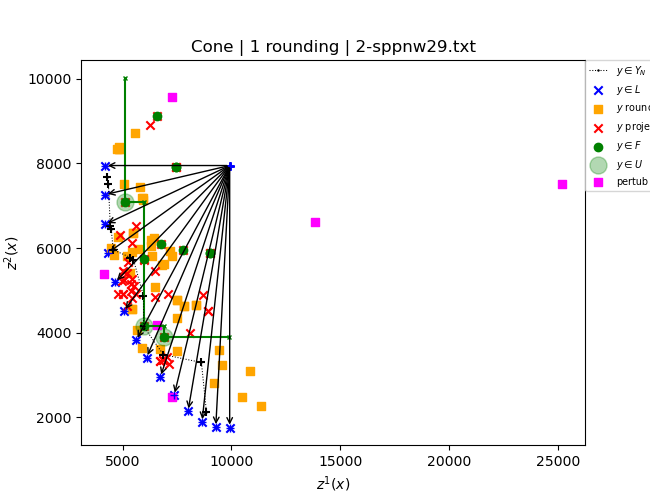 Cone | 1 rounding | 2-sppnw29.txt
10000
8000
6000
4000
2000
z²(x)
5000
10000
15000
20000
25000
z¹(x)
y ∈ Y_N
y ∈ L
y
y
y ∈ F
y ∈ U
pertub